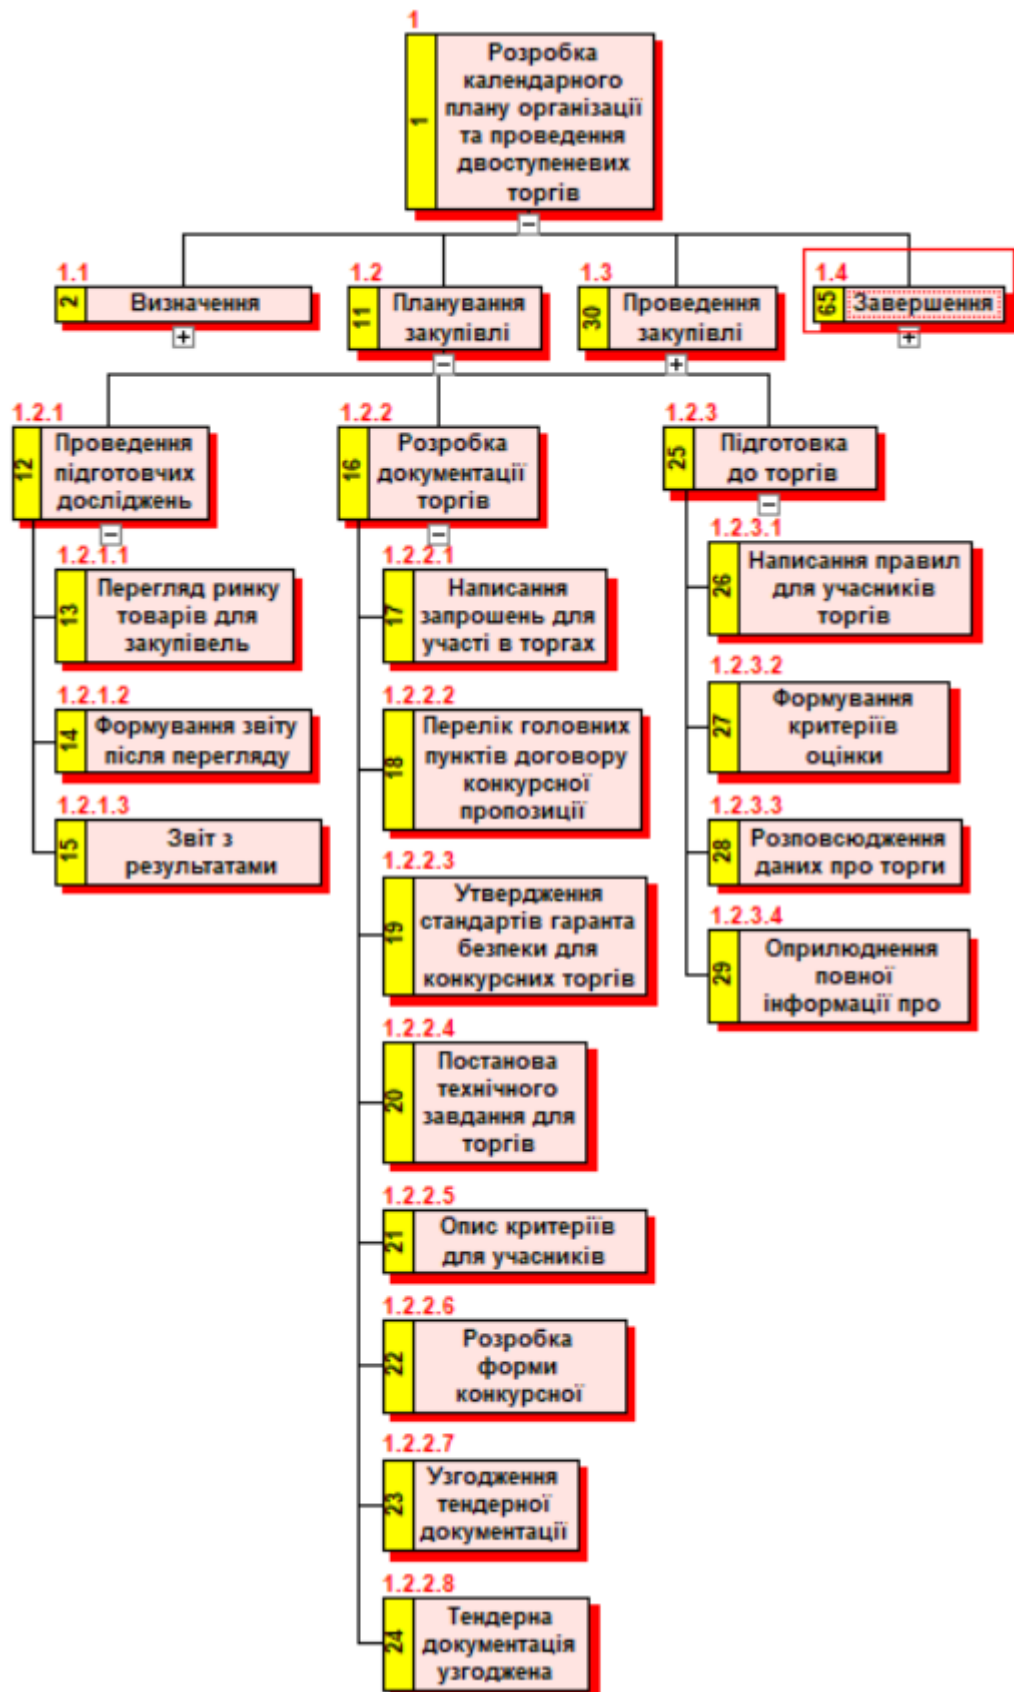 1
1
Розробка
календарного
плану організації
та проведення
двоступеневих
торгів
1.1
2
Визначення
1.2
11
Планування
закупівлі
1.3
30
Проведення
закупівлі
1.4
65
Завершення
1.2.1
12
Проведення
підготовчих
досліджень
1.2.2
16
Розробка
документації
торгів
1.2.3
25
Підготовка
до торгів
1.2.1.1
13
Перегляд ринку
товарів для
закупівель
1.2.1.2
14
Формування звіту
після перегляду
1.2.1.3
15
Звіт з
результатами
1.2.2.1
17
Написання
запрошень для
участі в торгах
1.2.2.2
18
Перелік головних
пунктів договору
конкурсної
пропозиції
1.2.2.3
19
Утвердження
стандартів гаранта
безпеки для
конкурсних торгів
1.2.2.4
20
Постанова
технічного
завдання для
торгів
1.2.2.5
21
Опис критеріїв
для учасників
1.2.2.6
22
Розробка
форми
конкурсної
1.2.2.7
23
Узгодження
тендерної
документації
1.2.2.8
24
Тендерна
документація
узгоджена
1.2.3.1
26
Написання правил
для учасників
торгів
1.2.3.2
27
Формування
критеріїв
оцінки
1.2.3.3
28
Розповсюдження
даних про торги
1.2.3.4
29
Оприлюднення
повної
інформації про